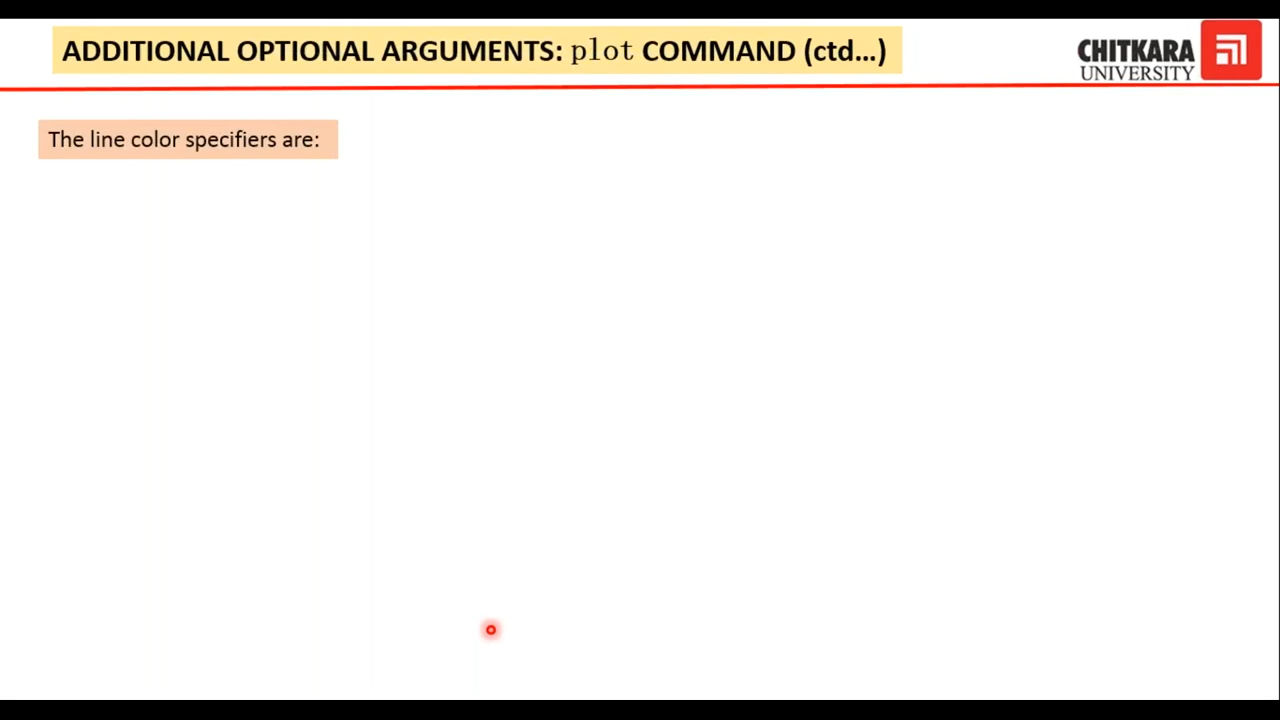 ADDITIONAL OPTIONAL ARGUMENTS: plot COMMAND (ctd…)
CHITKARA
UNIVERSITY
The line color specifiers are: